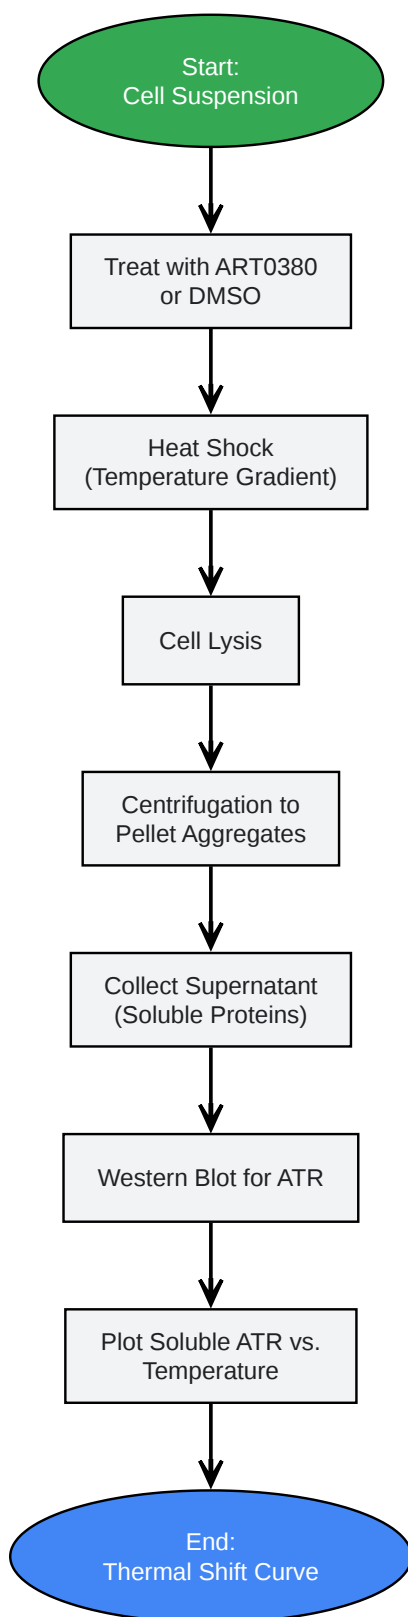 Start:
Cell Suspension
Treat with ART0380
or DMSO
Heat Shock
(Temperature Gradient)
Cell Lysis
Centrifugation to
Pellet Aggregates
Collect Supernatant
(Soluble Proteins)
Western Blot for ATR
Plot Soluble ATR vs.
Temperature
End:
Thermal Shift Curve